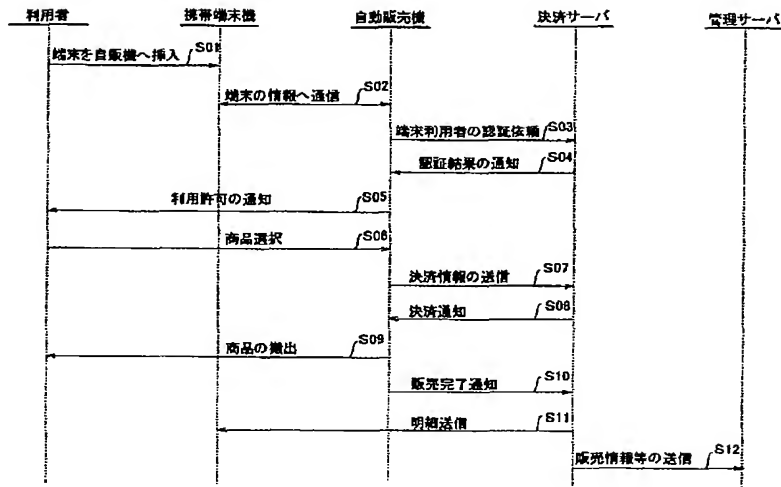 利用者 携帯端末機 自動販売機 決済サーバ 管理サーバ
端末を自販機へ挿入 S01
端末の情報へ通信 S02
端末利用者の認証依頼 S03
認証結果の通知 S04
利用許可の通知 S05
商品選択 S06
決済情報の送信 S07
決済通知 S08
商品の搬出 S09
販売完了通知 S10
明細送信 S11
販売情報等の送信 S12